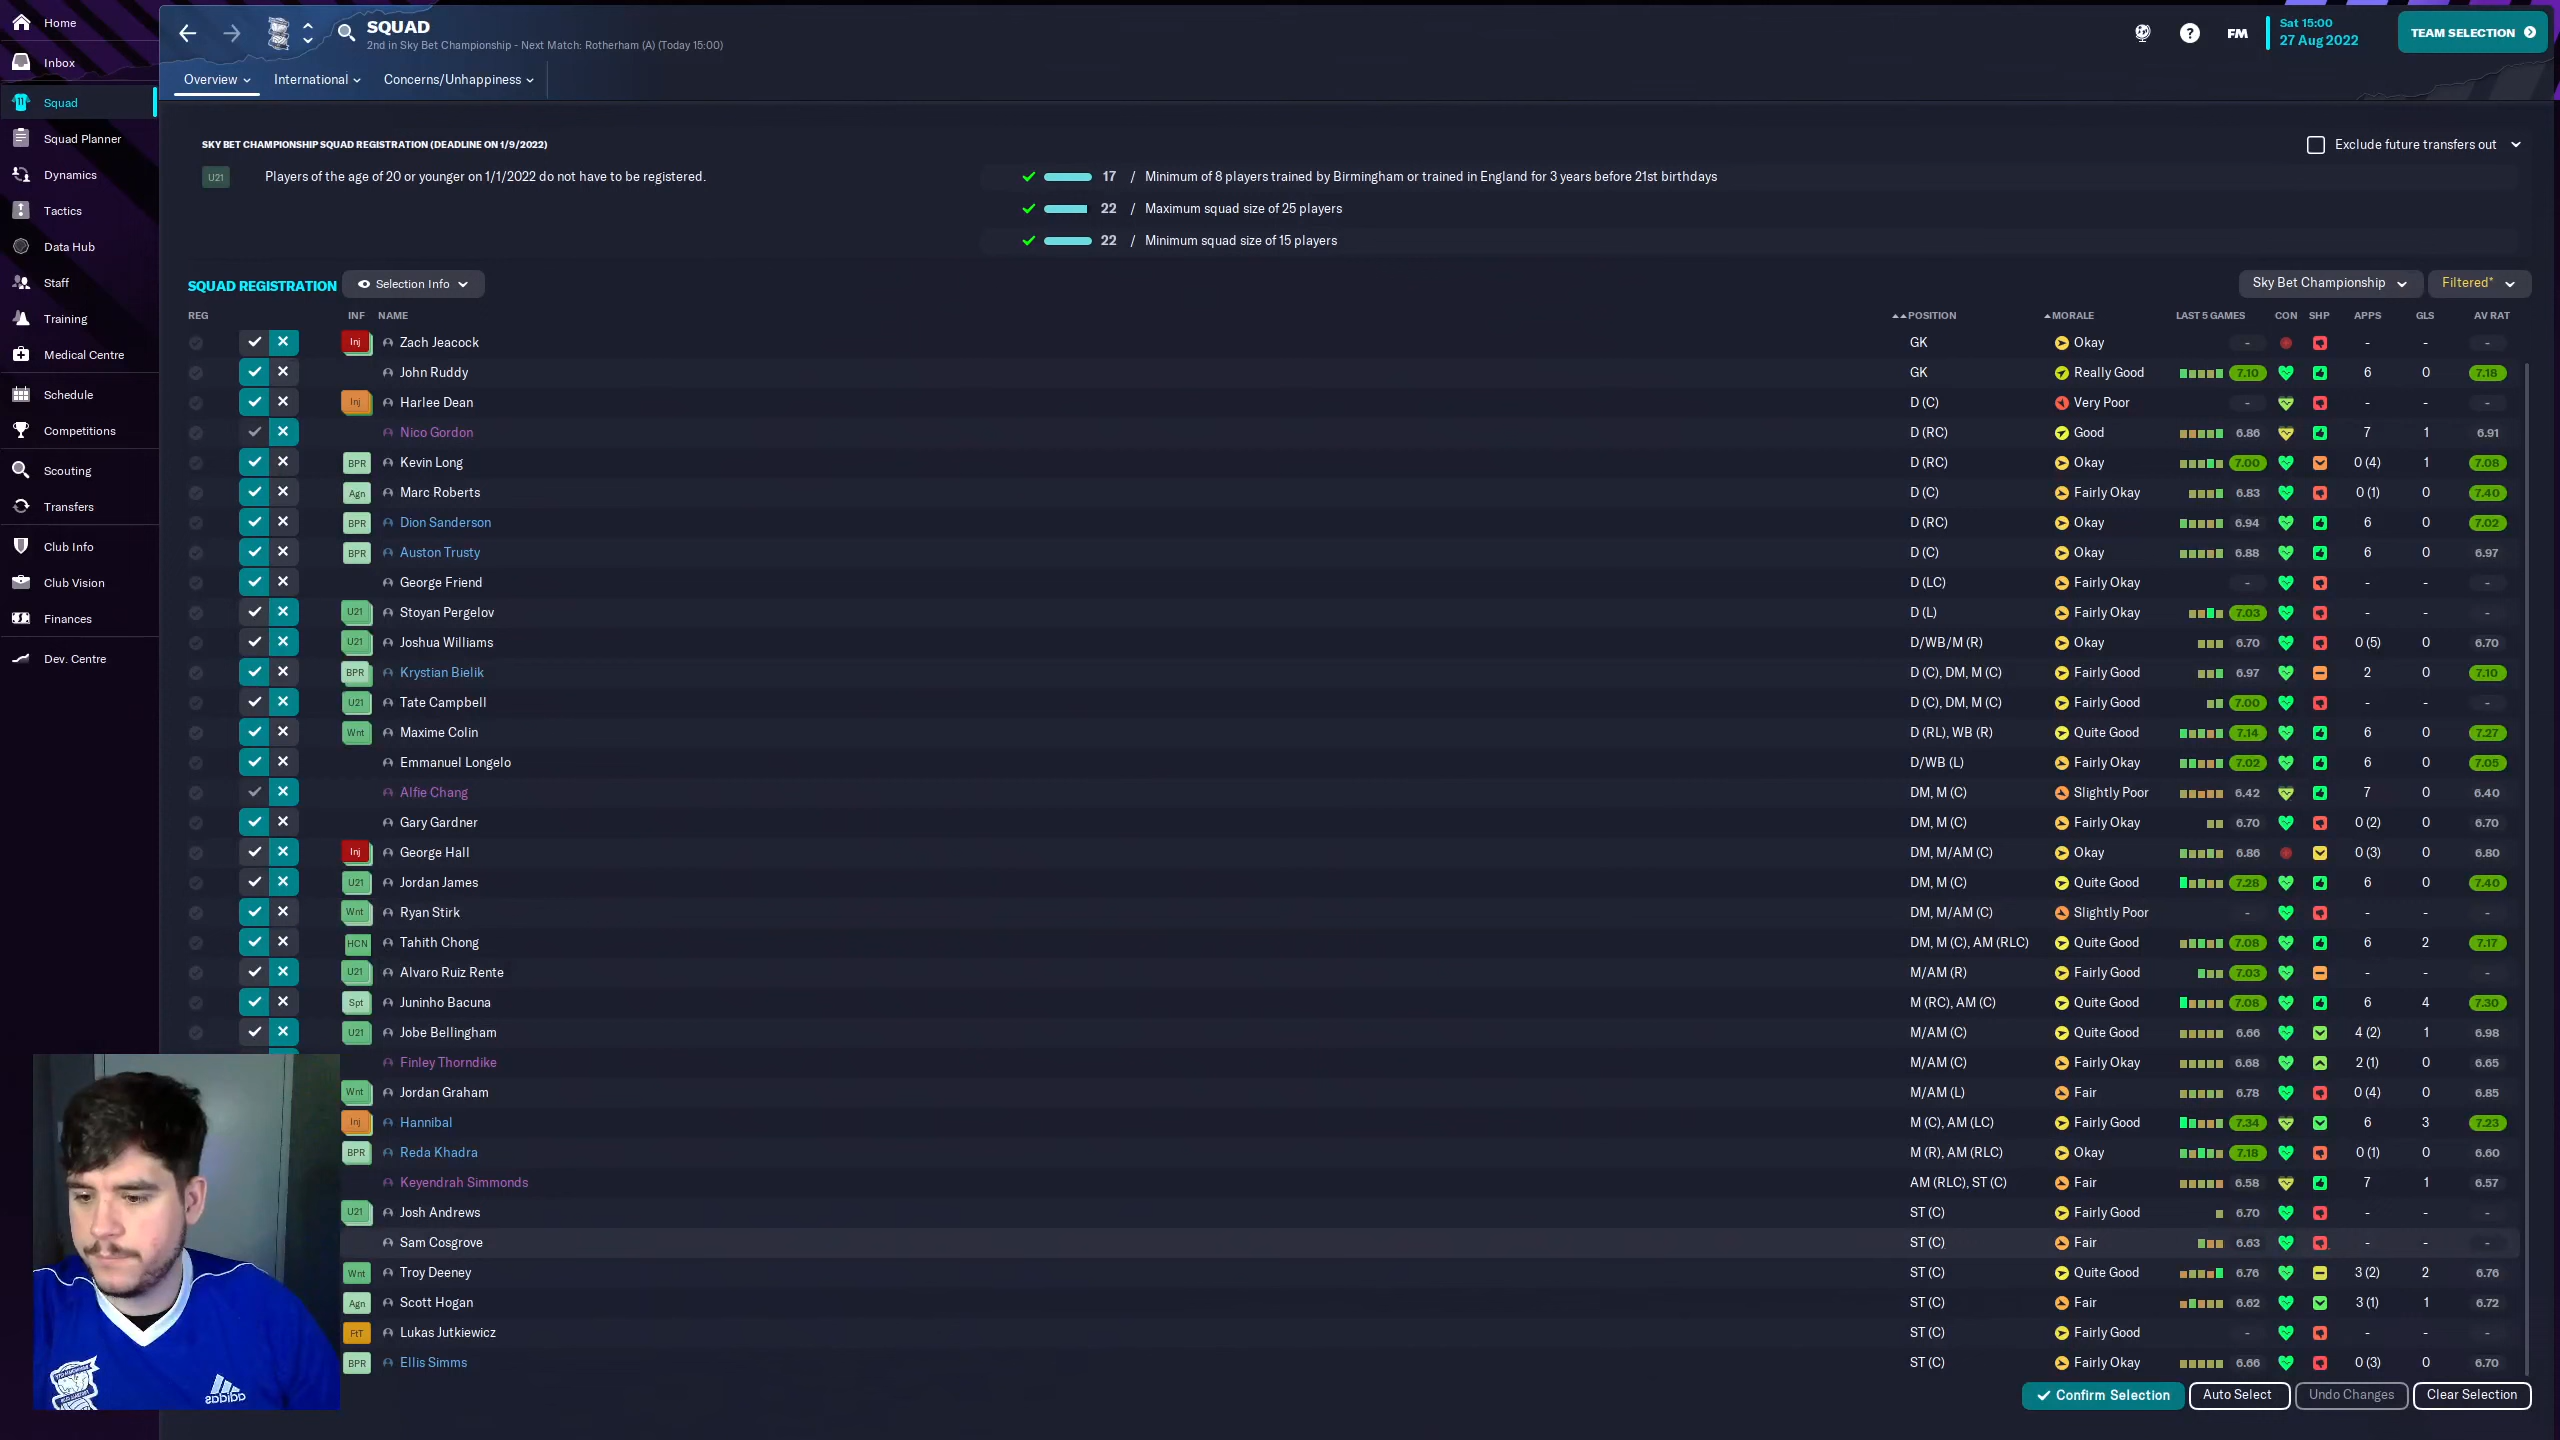 Home
Inbox
Squad
Squad Planner
Dynamics
Tactics
Data Hub
Staff
Training
Medical Centre
Schedule
Competitions
Scouting
Transfers
Club Info
Club Vision
Finances
Dev. Centre
SQUAD
2nd in Sky Bet Championship - Next Match: Rotherham (A) (Today 15:00)
FM
Sat 15:00
27 Aug 2022
TEAM SELECTION
Overview International Concerns/Unhappiness
SKY BET CHAMPIONSHIP SQUAD REGISTRATION (DEADLINE ON 1/9/2022)
Exclude future transfers out
U21 Players of the age of 20 or younger on 1/1/2022 do not have to be registered.
17 / Minimum of 8 players trained by Birmingham or trained in England for 3 years before 21st birthdays
22 / Maximum squad size of 25 players
22 / Minimum squad size of 15 players
SQUAD REGISTRATION Selection Info Sky Bet Championship Filtered*
REG INF NAME POSITION MORALE LAST 5 GAMES CON SHP APPS GLS AV RAT
Inj Zach Jeacock GK Okay - - - -
John Ruddy GK Really Good 7.10 6 0 7.18
Inj Harlee Dean D (C) Very Poor - - - -
Nico Gordon D (RC) Good 6.86 7 1 6.91
BPR Kevin Long D (RC) Okay 7.00 0 (4) 1 7.08
Agn Marc Roberts D (C) Fairly Okay 6.83 0 (1) 0 7.40
BPR Dion Sanderson D (RC) Okay 6.94 6 0 7.02
BPR Auston Trusty D (C) Okay 6.88 6 0 6.97
George Friend D (LC) Fairly Okay - - - -
U21 Stoyan Pergelov D (L) Fairly Okay 7.03 - - -
U21 Joshua Williams D/WB/M (R) Okay 6.70 0 (5) 0 6.70
BPR Krystian Bielik D (C), DM, M (C) Fairly Good 6.97 2 0 7.10
U21 Tate Campbell D (C), DM, M (C) Fairly Good 7.00 - - -
Wnt Maxime Colin D (RL), WB (R) Quite Good 7.14 6 0 7.27
Emmanuel Longelo D/WB (L) Fairly Okay 7.02 6 0 7.05
Alfie Chang DM, M (C) Slightly Poor 6.42 7 0 6.40
Gary Gardner DM, M (C) Fairly Okay 6.70 0 (2) 0 6.70
Inj George Hall DM, M/AM (C) Okay 6.86 0 (3) 0 6.80
U21 Jordan James DM, M (C) Quite Good 7.28 6 0 7.40
Wnt Ryan Stirk DM, M/AM (C) Slightly Poor - - - -
HCN Tahith Chong DM, M (C), AM (RLC) Quite Good 7.08 6 2 7.17
U21 Alvaro Ruiz Rente M/AM (R) Fairly Good 7.03 - - -
Spt Juninho Bacuna M (RC), AM (C) Quite Good 7.08 6 4 7.30
U21 Jobe Bellingham M/AM (C) Quite Good 6.66 4 (2) 1 6.98
Finley Thorndike M/AM (C) Fairly Okay 6.68 2 (1) 0 6.65
Wnt Jordan Graham M/AM (L) Fair 6.78 0 (4) 0 6.85
Inj Hannibal M (C), AM (LC) Fairly Good 7.34 6 3 7.23
BPR Reda Khadra M (R), AM (RLC) Okay 7.18 0 (1) 0 6.60
Keyendrah Simmonds AM (RLC), ST (C) Fair 6.58 7 1 6.57
U21 Josh Andrews ST (C) Fairly Good 6.70 - - -
Sam Cosgrove ST (C) Fair 6.63 - - -
Wnt Troy Deeney ST (C) Quite Good 6.76 3 (2) 2 6.76
Agn Scott Hogan ST (C) Fair 6.62 3 (1) 1 6.72
FtT Lukas Jutkiewicz ST (C) Fairly Good - - - -
BPR Ellis Simms ST (C) Fairly Okay 6.66 0 (3) 0 6.70
adidas
Confirm Selection Auto Select Undo Changes Clear Selection